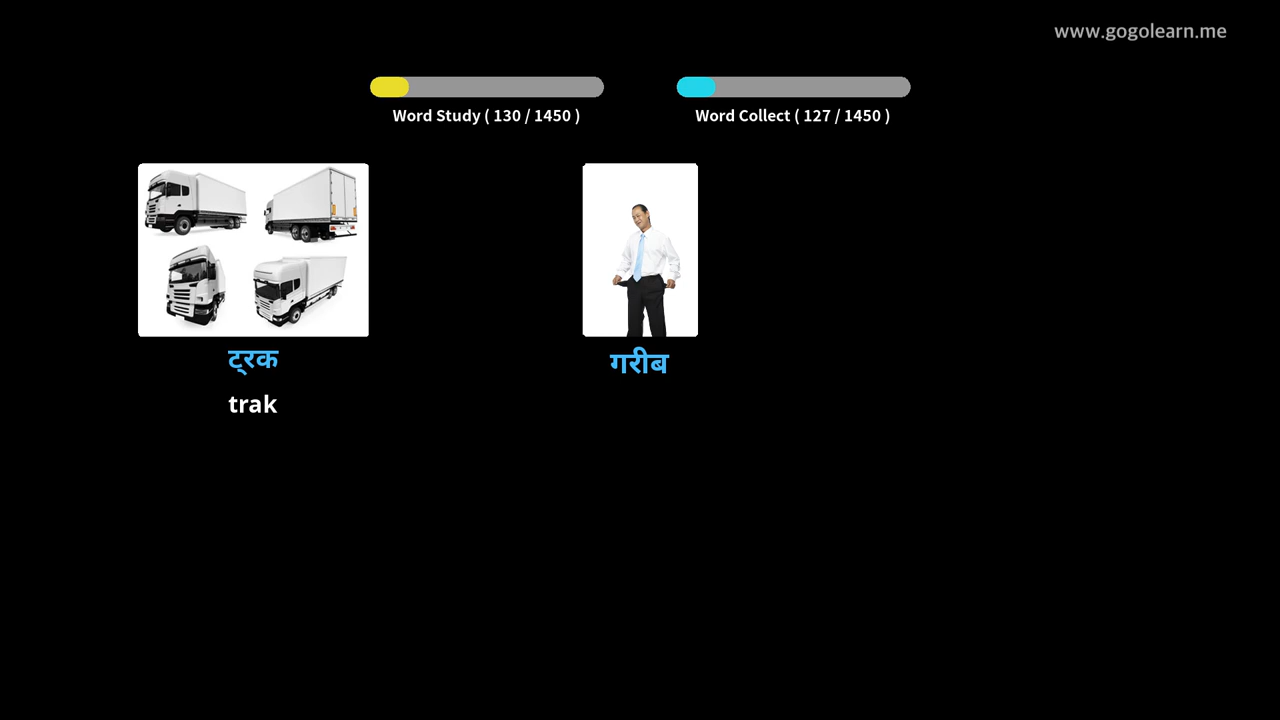 www.gogolearn.me
Word Study ( 130 / 1450 )
Word Collect ( 127 / 1450 )
ट्रक
गरीब
trak